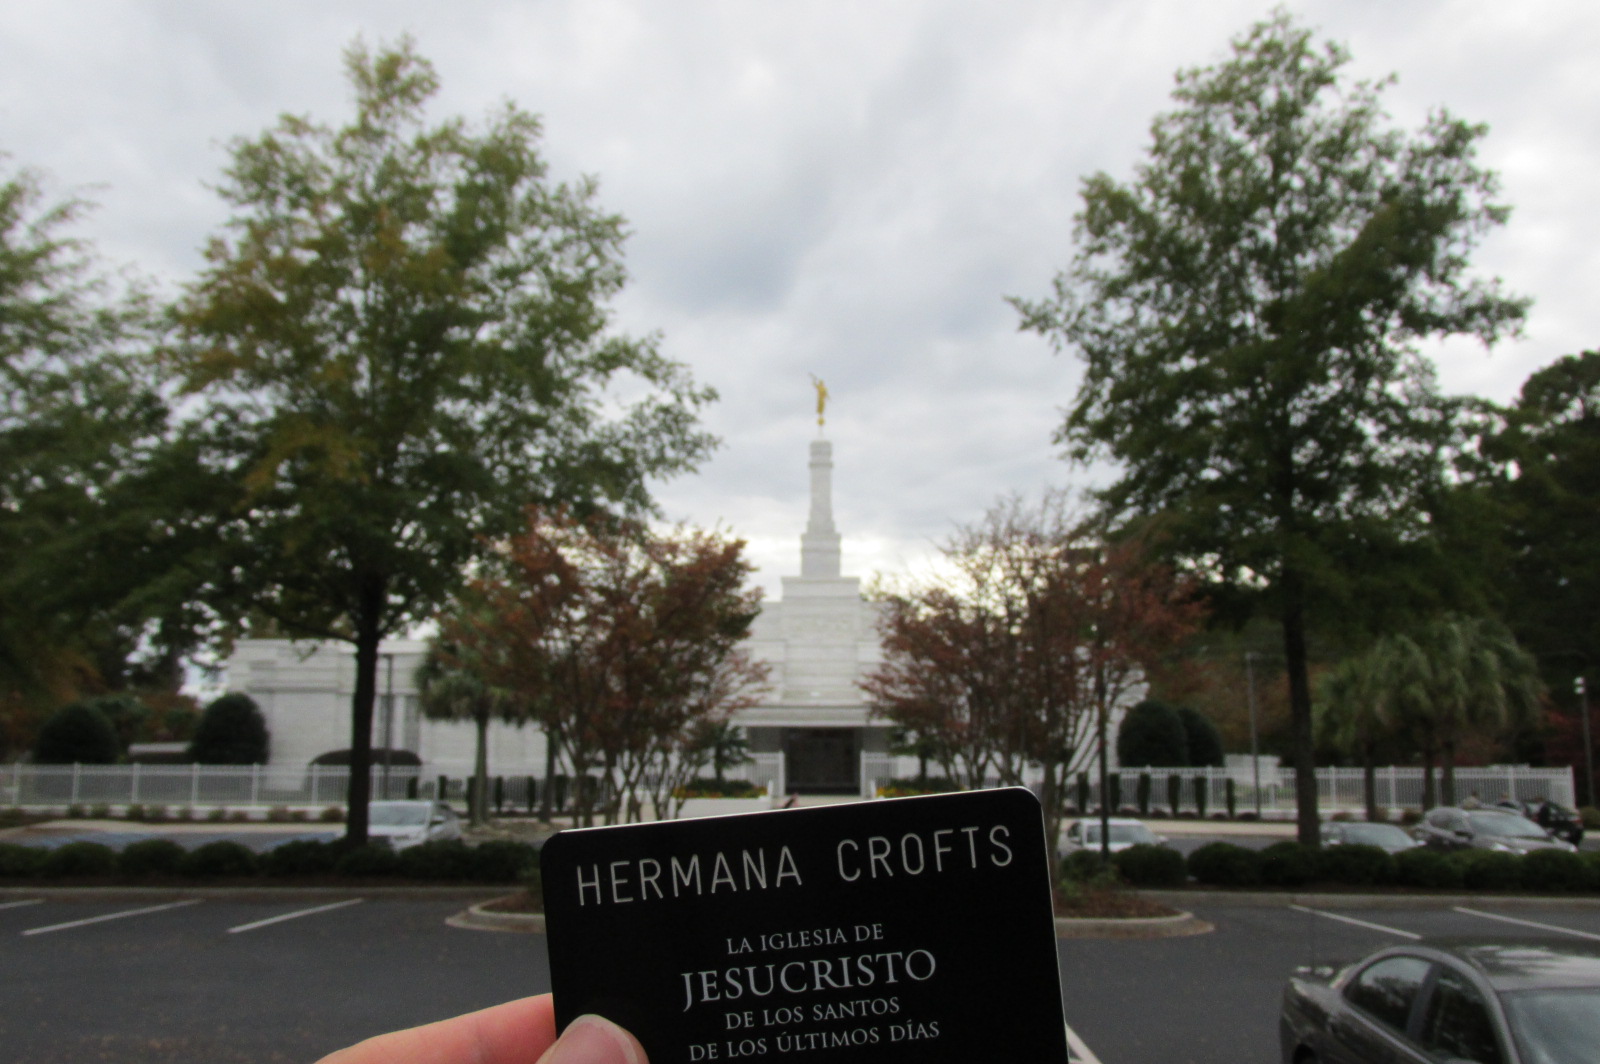 HERMANA CROFTS
LA IGLESIA DE
JESUCRISTO
DE LOS SANTOS
DE LOS ÚLTIMOS DÍAS